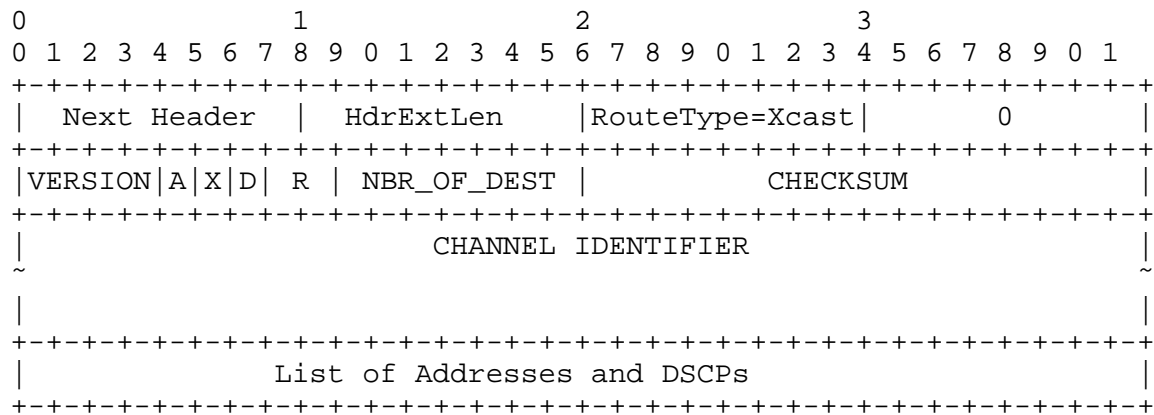 0                   1                   2                   3
0 1 2 3 4 5 6 7 8 9 0 1 2 3 4 5 6 7 8 9 0 1 2 3 4 5 6 7 8 9 0 1
+-+-+-+-+-+-+-+-+-+-+-+-+-+-+-+-+-+-+-+-+-+-+-+-+-+-+-+-+-+-+-+-+
|  Next Header  |  HdrExtLen    |RouteType=Xcast|       0       |
+-+-+-+-+-+-+-+-+-+-+-+-+-+-+-+-+-+-+-+-+-+-+-+-+-+-+-+-+-+-+-+-+
|VERSION|A|X|D| R | NBR_OF_DEST |          CHECKSUM             |
+-+-+-+-+-+-+-+-+-+-+-+-+-+-+-+-+-+-+-+-+-+-+-+-+-+-+-+-+-+-+-+-+
|                       CHANNEL IDENTIFIER                      |
~                                                               ~
|                                                               |
+-+-+-+-+-+-+-+-+-+-+-+-+-+-+-+-+-+-+-+-+-+-+-+-+-+-+-+-+-+-+-+-+
|              List of Addresses and DSCPs                      |
+-+-+-+-+-+-+-+-+-+-+-+-+-+-+-+-+-+-+-+-+-+-+-+-+-+-+-+-+-+-+-+-+